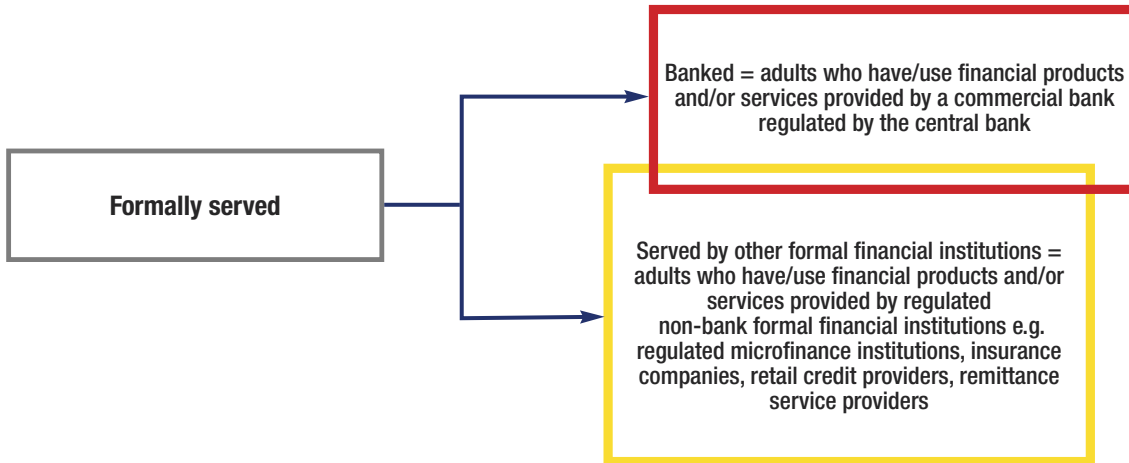 Formally served
Banked = adults who have/use financial products
and/or services provided by a commercial bank
regulated by the central bank
Served by other formal financial institutions =
adults who have/use financial products and/or
services provided by regulated
non-bank formal financial institutions e.g.
regulated microfinance institutions, insurance
companies, retail credit providers, remittance
service providers